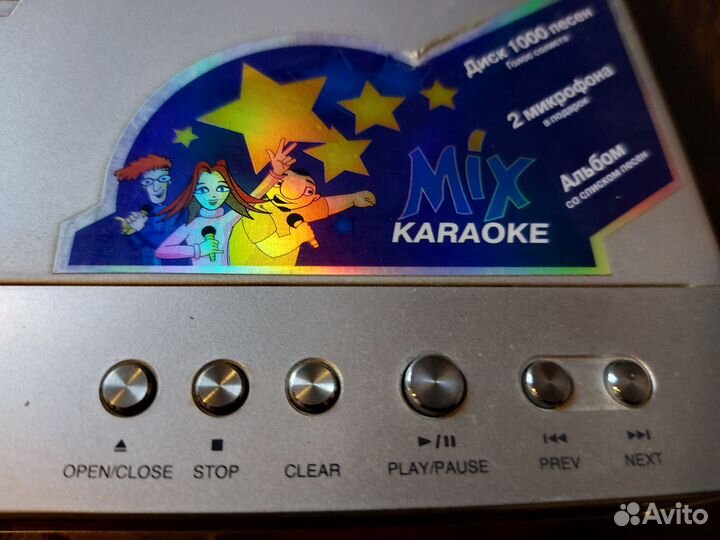 Диск 1000 песен
Голос солиста
2 микрофона
в подарок
Альбом
со списком песен
Mix
KARAOKE
OPEN/CLOSE
STOP
CLEAR
PLAY/PAUSE
PREV
NEXT
Avito